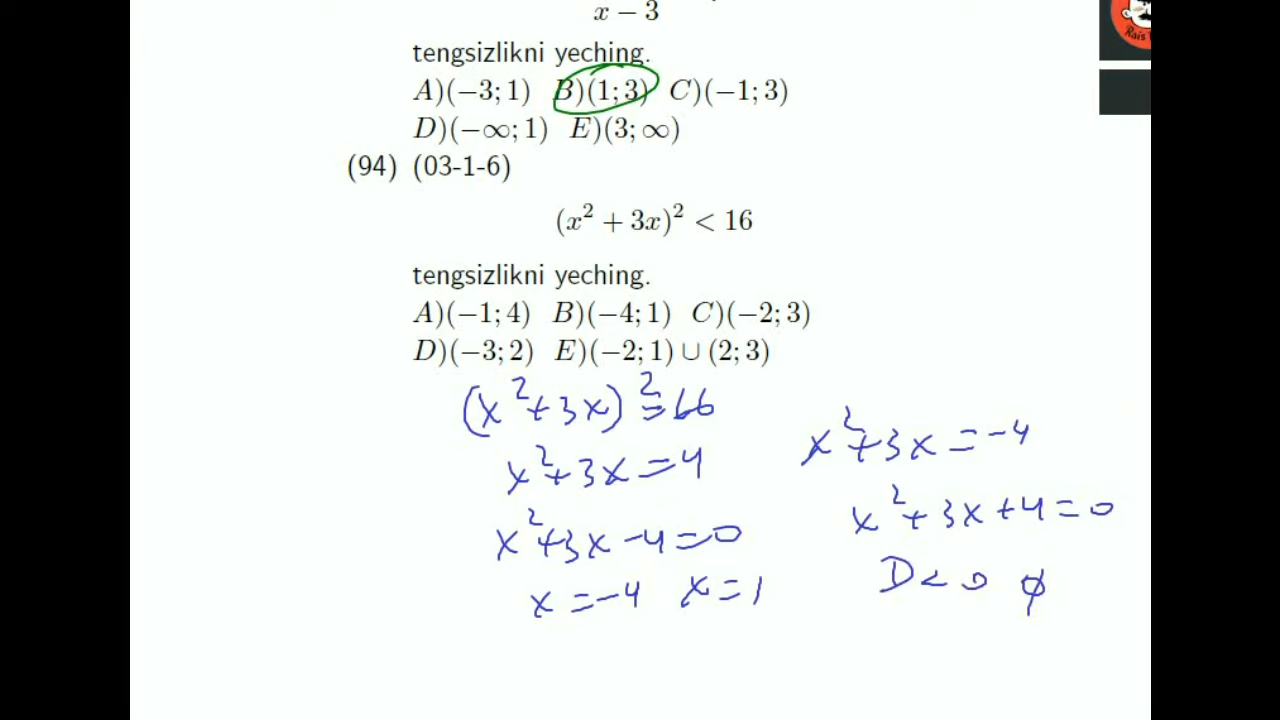 x − 3
tengsizlikni yeching.
A)(−3; 1) B)(1; 3) C)(−1; 3)
D)(−∞; 1) E)(3; ∞)
(94) (03-1-6)
(x² + 3x)² < 16
tengsizlikni yeching.
A)(−1; 4) B)(−4; 1) C)(−2; 3)
D)(−3; 2) E)(−2; 1) ∪ (2; 3)
(x²+3x)²=16
x²+3x=4
x²+3x−4=0
x=−4 x=1
x²+3x=−4
x²+3x+4=0
D<0 ∅
Rais